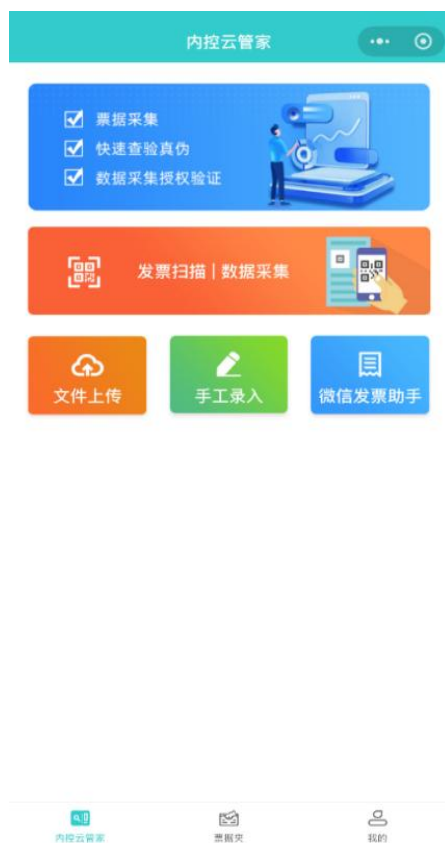 内控云管家
票据采集
快速查验真伪
数据采集授权验证
发票扫描 | 数据采集
文件上传
手工录入
微信发票助手
内控云管家
票据夹
我的